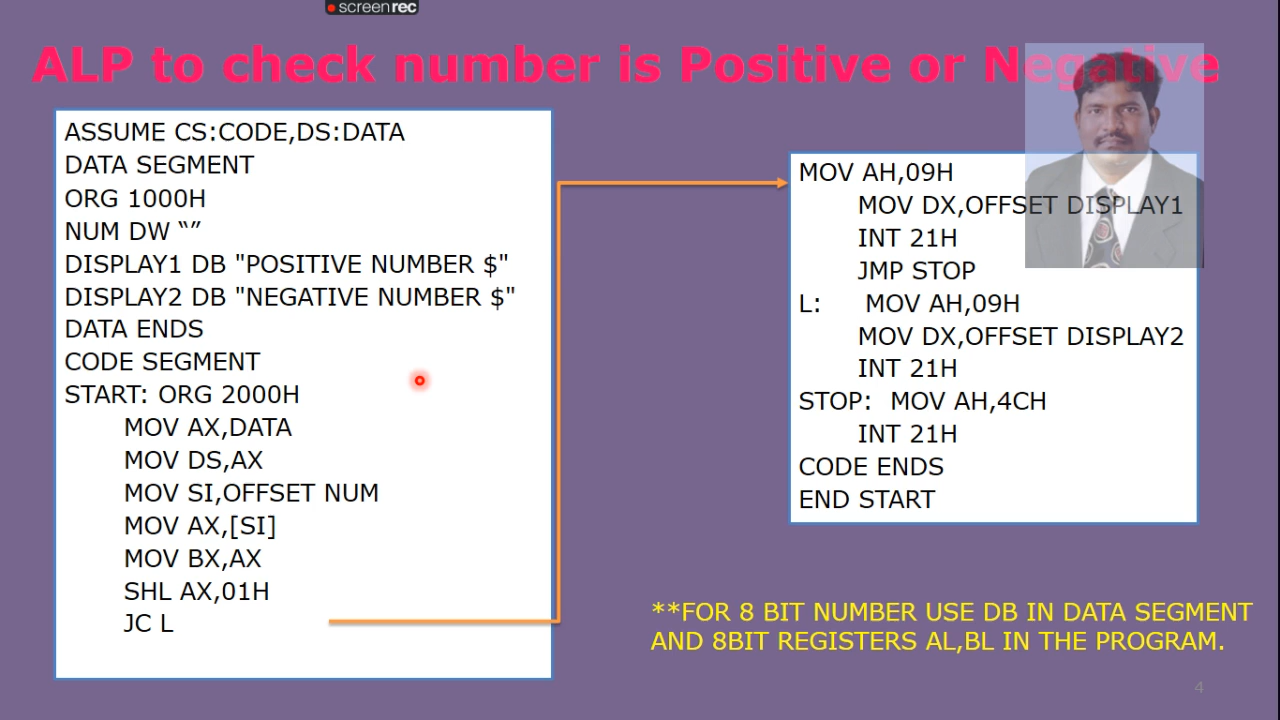 screenrec
ALP to check number is Positive or Negative
ASSUME CS:CODE,DS:DATA
DATA SEGMENT
ORG 1000H
NUM DW “”
DISPLAY1 DB "POSITIVE NUMBER $"
DISPLAY2 DB "NEGATIVE NUMBER $"
DATA ENDS
CODE SEGMENT
START: ORG 2000H
MOV AX,DATA
MOV DS,AX
MOV SI,OFFSET NUM
MOV AX,[SI]
MOV BX,AX
SHL AX,01H
JC L
MOV AH,09H
MOV DX,OFFSET DISPLAY1
INT 21H
JMP STOP
L: MOV AH,09H
MOV DX,OFFSET DISPLAY2
INT 21H
STOP: MOV AH,4CH
INT 21H
CODE ENDS
END START
**FOR 8 BIT NUMBER USE DB IN DATA SEGMENT
AND 8BIT REGISTERS AL,BL IN THE PROGRAM.
4